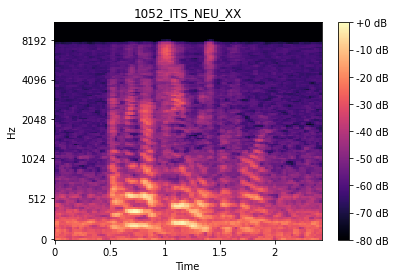 1052_ITS_NEU_XX
+0 dB
8192
-10 dB
4096
-20 dB
-30 dB
2048
Hz
-40 dB
1024
-50 dB
512
-60 dB
-70 dB
0
-80 dB
0 0.5 1 1.5 2
Time